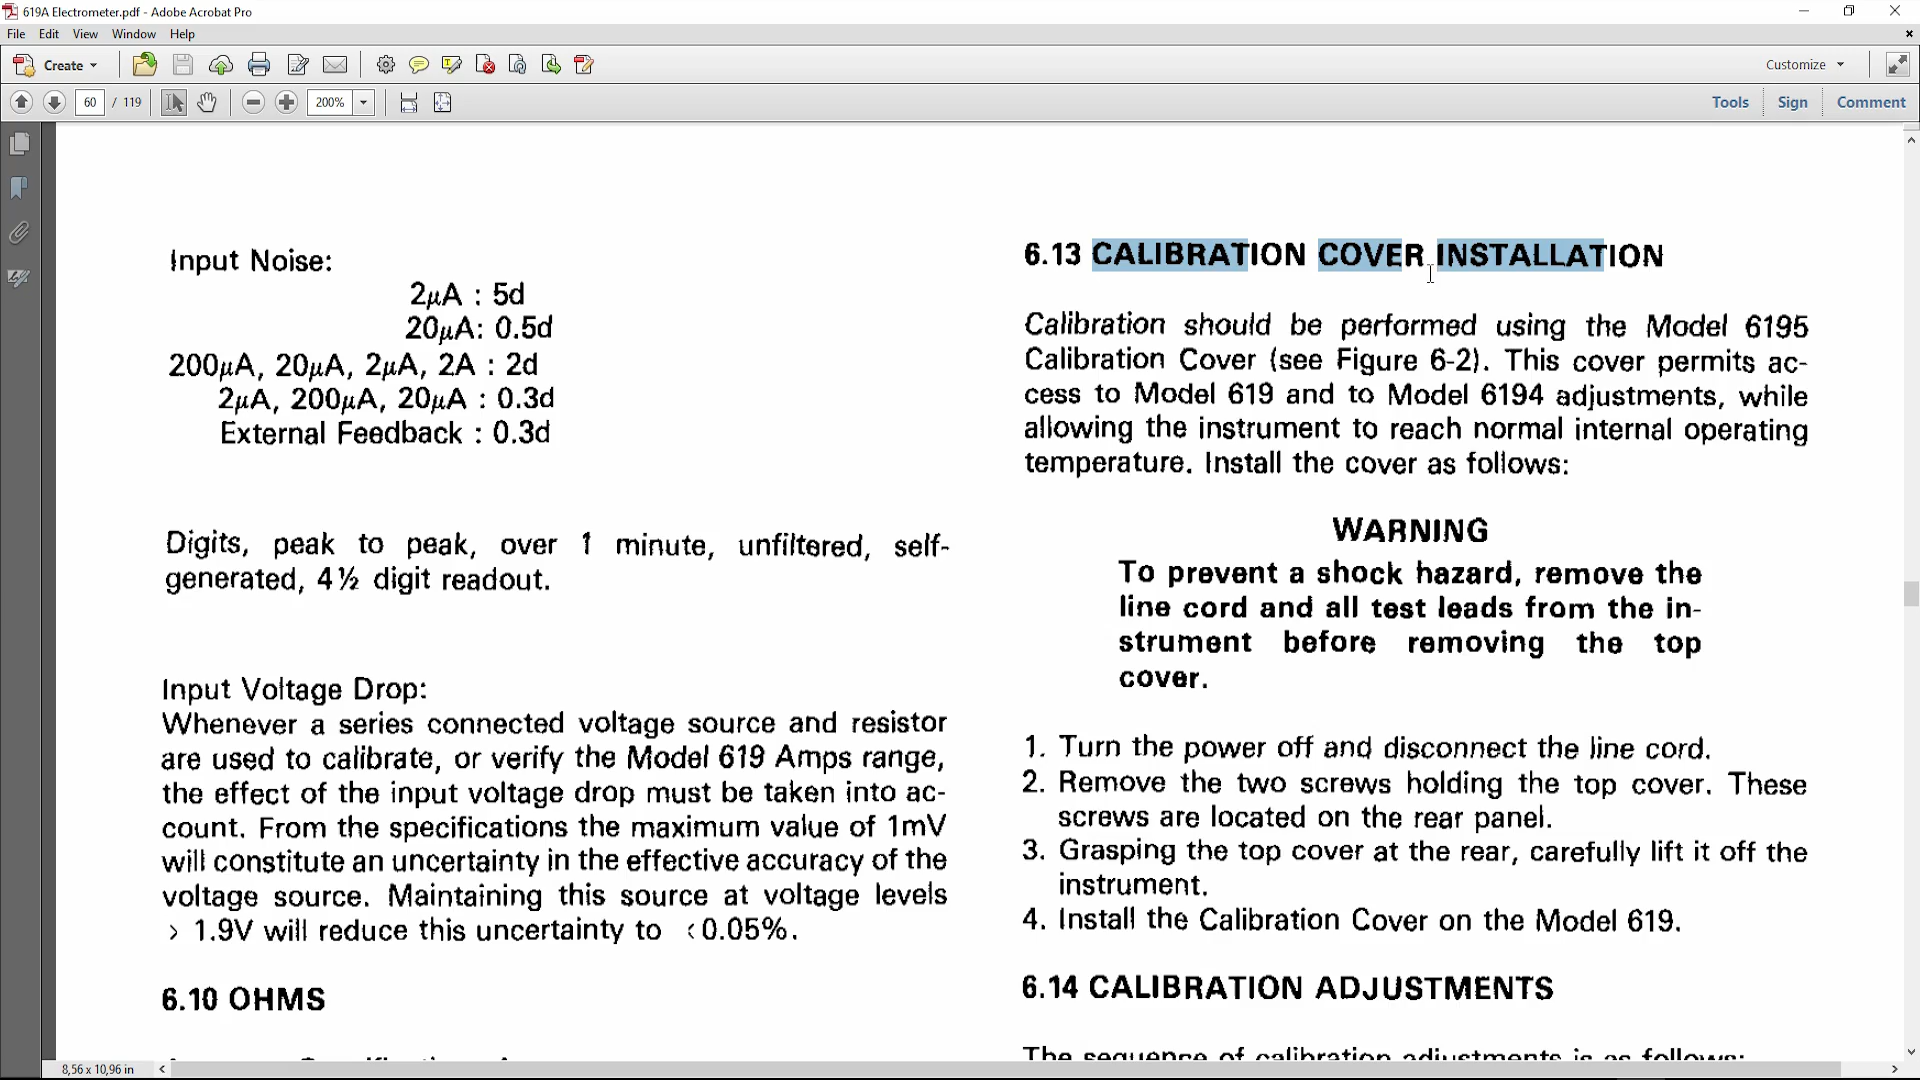 619A Electrometer.pdf - Adobe Acrobat Pro
File Edit View Window Help
Create
Customize
60 / 119
200%
Tools Sign Comment
Input Noise:
2μA : 5d
20μA: 0.5d
200μA, 20μA, 2μA, 2A : 2d
2μA, 200μA, 20μA : 0.3d
External Feedback : 0.3d
Digits, peak to peak, over 1 minute, unfiltered, self-
generated, 4½ digit readout.
Input Voltage Drop:
Whenever a series connected voltage source and resistor
are used to calibrate, or verify the Model 619 Amps range,
the effect of the input voltage drop must be taken into ac-
count. From the specifications the maximum value of 1mV
will constitute an uncertainty in the effective accuracy of the
voltage source. Maintaining this source at voltage levels
> 1.9V will reduce this uncertainty to <0.05%.
6.10 OHMS
6.13 CALIBRATION COVER INSTALLATION
Calibration should be performed using the Model 6195
Calibration Cover (see Figure 6-2). This cover permits ac-
cess to Model 619 and to Model 6194 adjustments, while
allowing the instrument to reach normal internal operating
temperature. Install the cover as follows:
WARNING
To prevent a shock hazard, remove the
line cord and all test leads from the in-
strument before removing the top
cover.
1. Turn the power off and disconnect the line cord.
2. Remove the two screws holding the top cover. These
screws are located on the rear panel.
3. Grasping the top cover at the rear, carefully lift it off the
instrument.
4. Install the Calibration Cover on the Model 619.
6.14 CALIBRATION ADJUSTMENTS
The sequence of calibration adjustments is as follows:
8,56 x 10,96 in